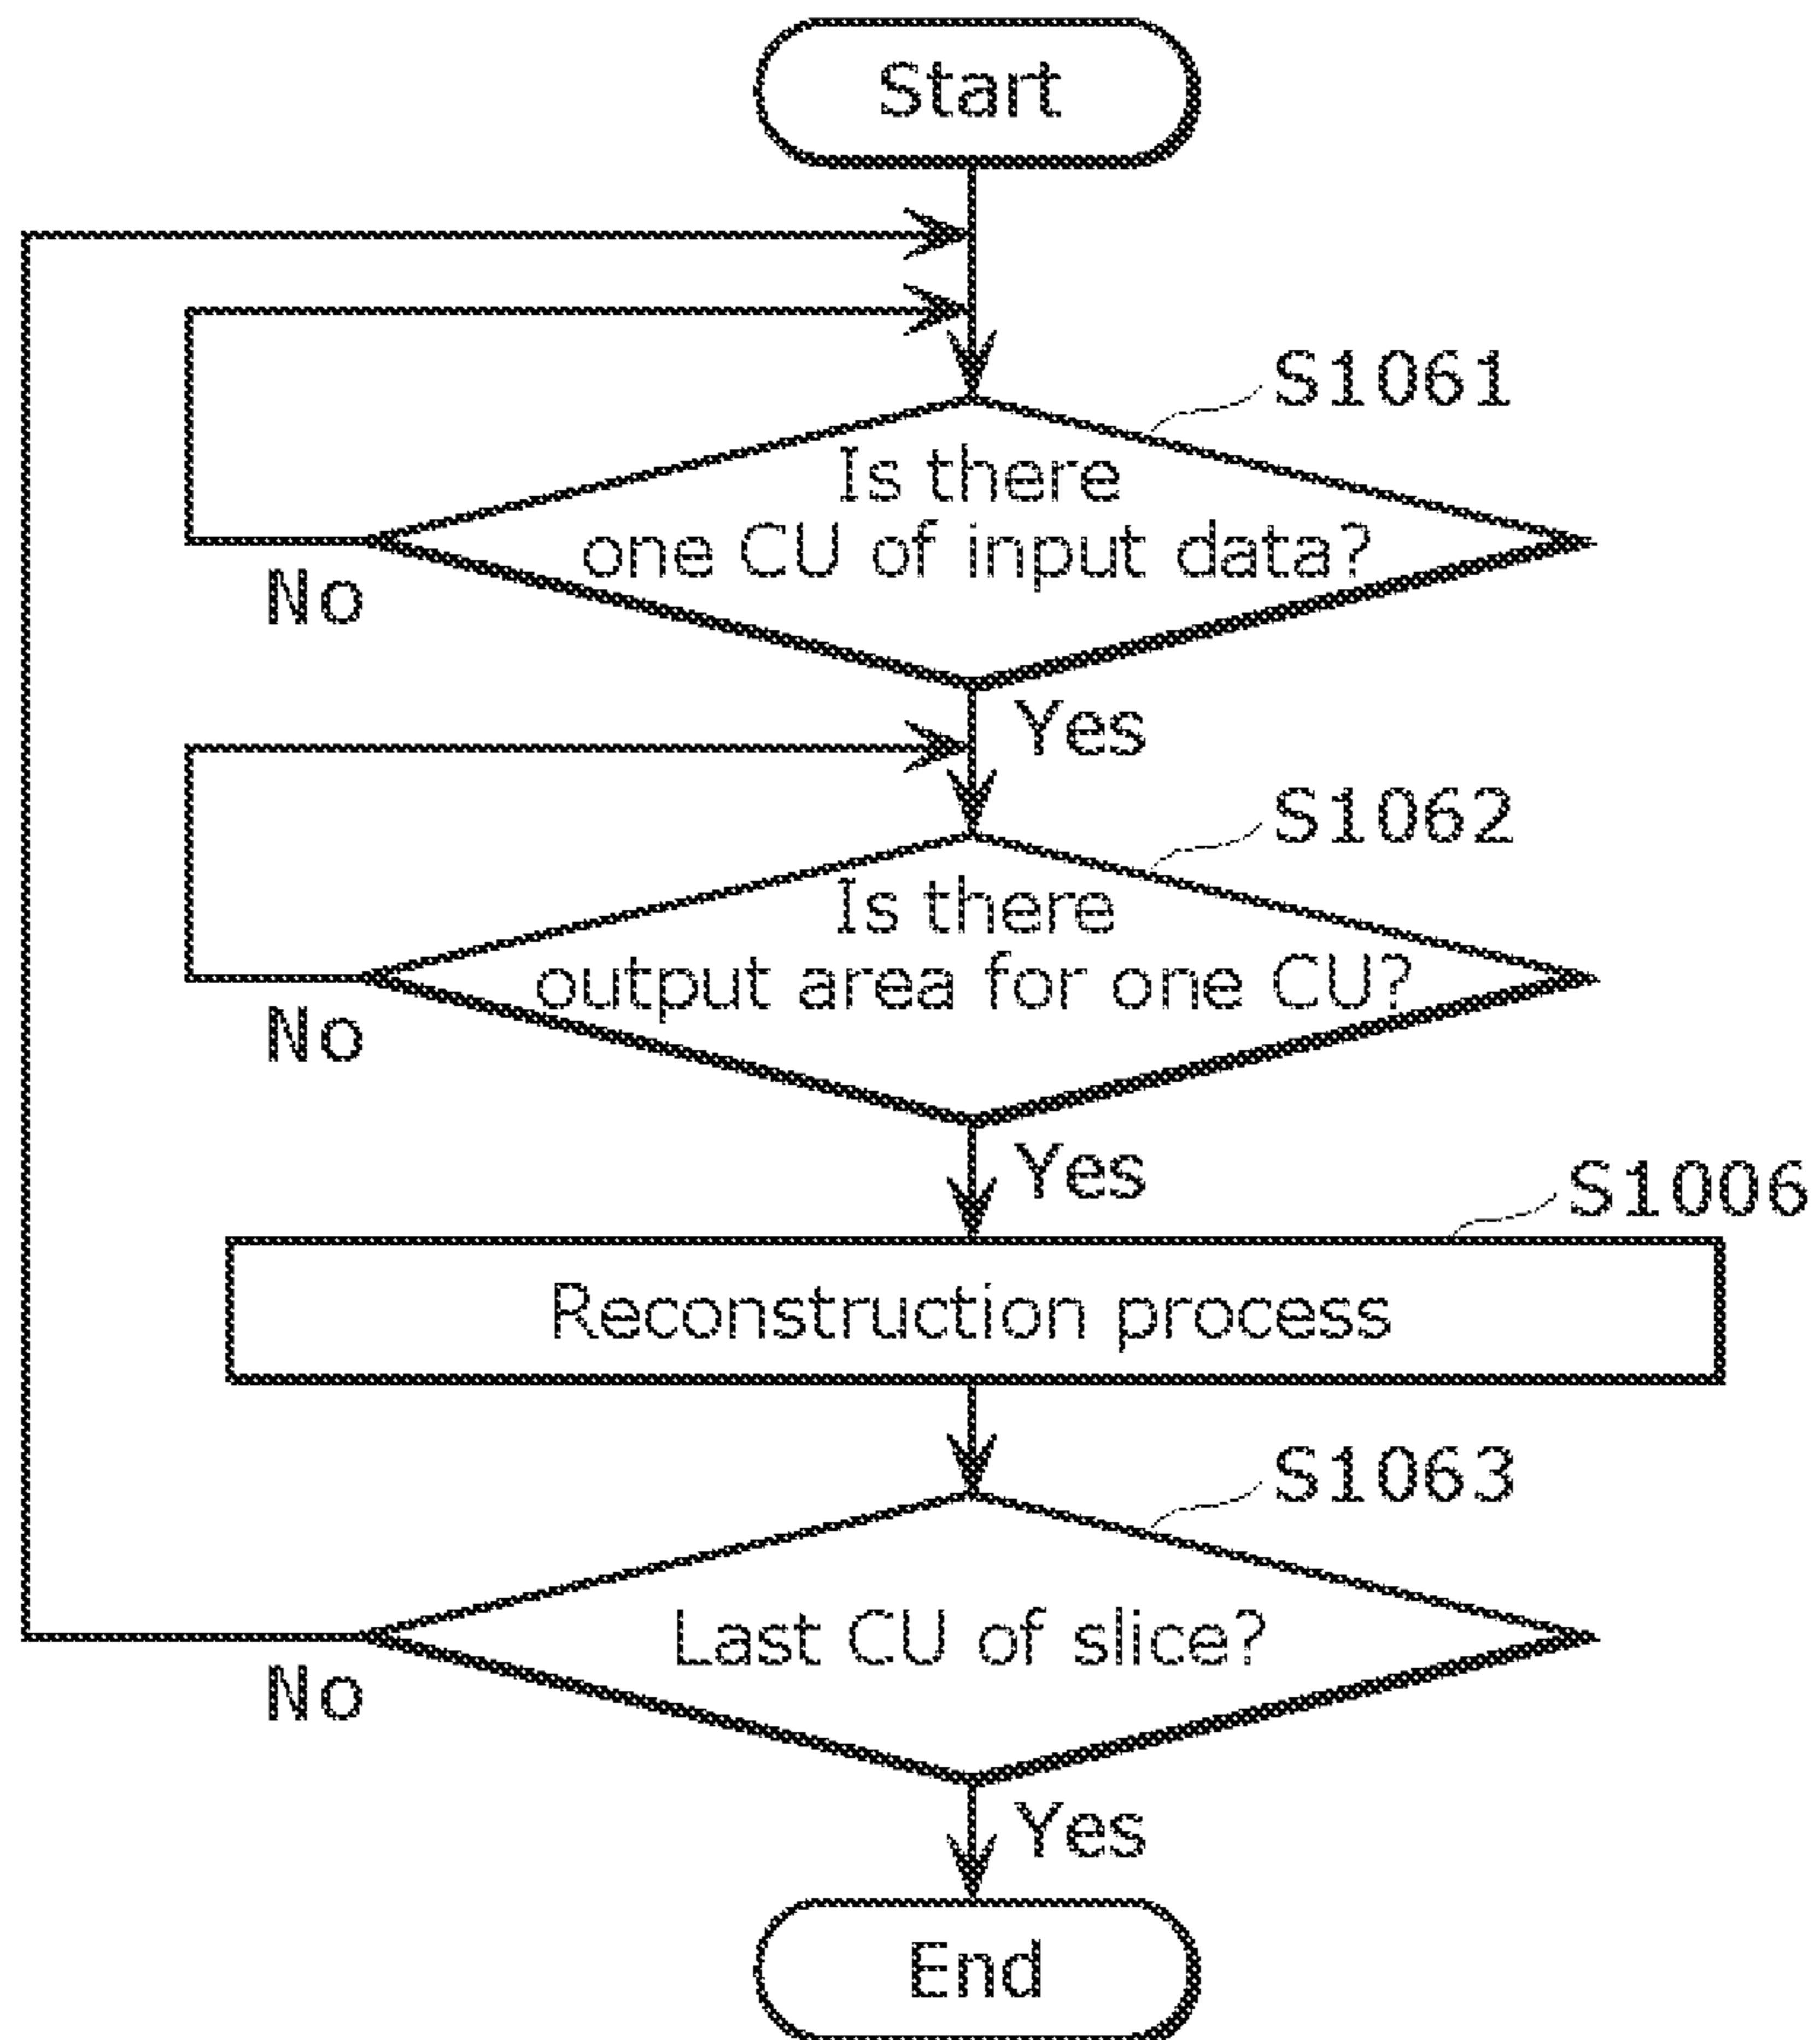 Start
S1061
Is there
one CU of input data?
No
Yes
S1062
Is there
output area for one CU?
No
Yes
S1006
Reconstruction process
S1063
Last CU of slice?
No
Yes
End